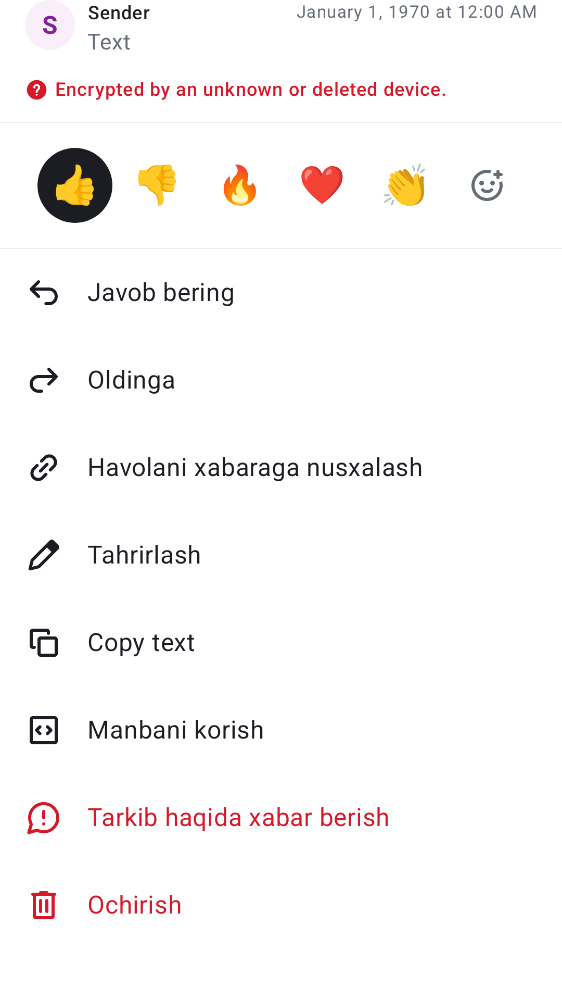 S
Sender
January 1, 1970 at 12:00 AM
Text
Encrypted by an unknown or deleted device.
Javob bering
Oldinga
Havolani xabaraga nusxalash
Tahrirlash
Copy text
Manbani korish
Tarkib haqida xabar berish
Ochirish